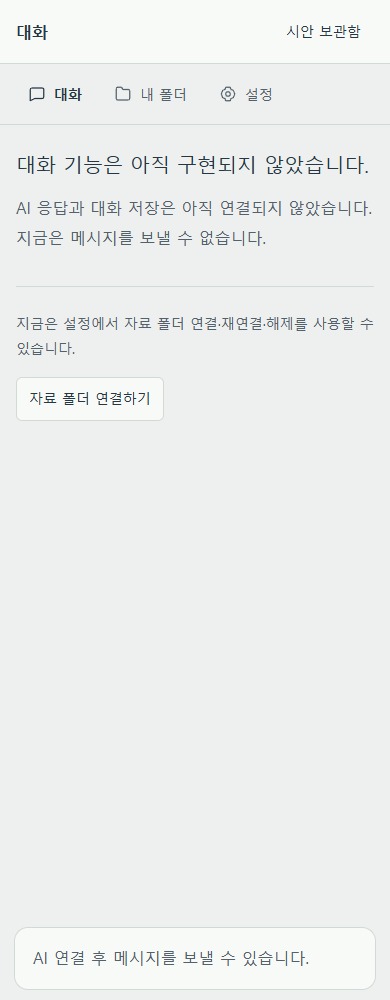 대화
시안 보관함
대화
내 폴더
설정
대화 기능은 아직 구현되지 않았습니다.
AI 응답과 대화 저장은 아직 연결되지 않았습니다.
지금은 메시지를 보낼 수 없습니다.
지금은 설정에서 자료 폴더 연결·재연결·해제를 사용할 수
있습니다.
자료 폴더 연결하기
AI 연결 후 메시지를 보낼 수 있습니다.